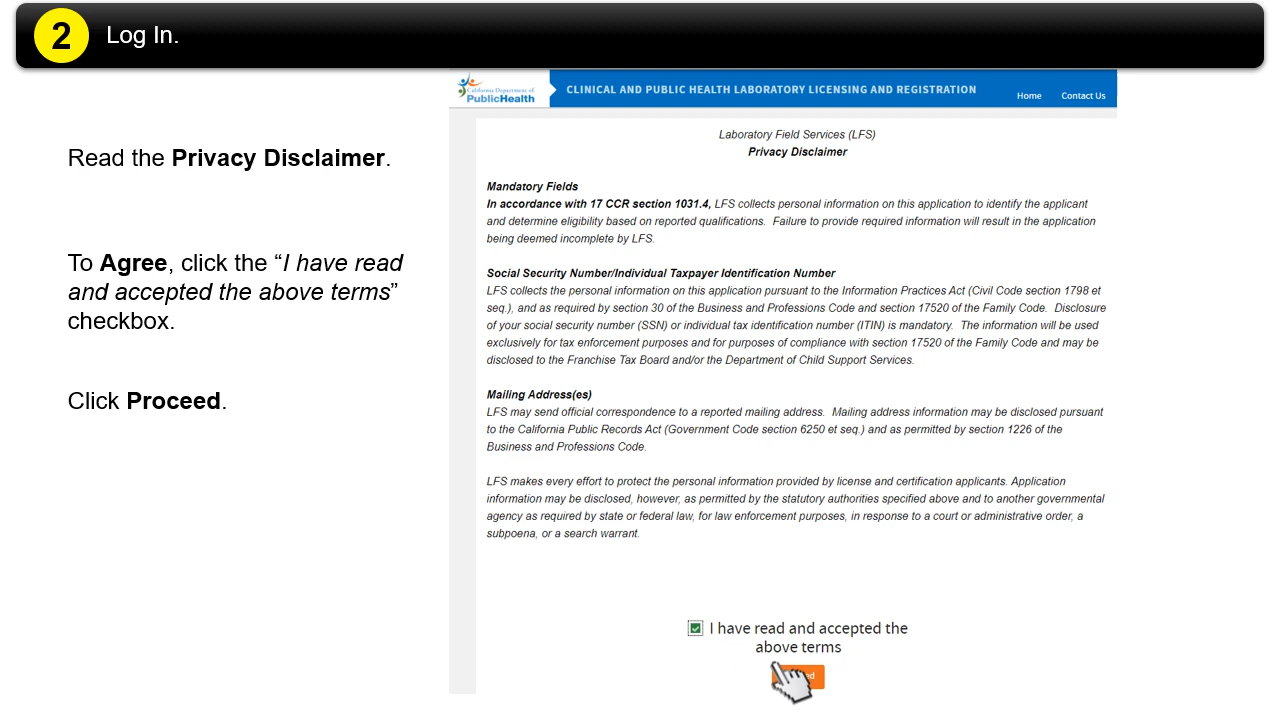 2 Log In.
Read the Privacy Disclaimer.
To Agree, click the “I have read
and accepted the above terms”
checkbox.
Click Proceed.
California Department of
PublicHealth
CLINICAL AND PUBLIC HEALTH LABORATORY LICENSING AND REGISTRATION
Home Contact Us
Laboratory Field Services (LFS)
Privacy Disclaimer
Mandatory Fields
In accordance with 17 CCR section 1031.4, LFS collects personal information on this application to identify the applicant
and determine eligibility based on reported qualifications. Failure to provide required information will result in the application
being deemed incomplete by LFS.
Social Security Number/Individual Taxpayer Identification Number
LFS collects the personal information on this application pursuant to the Information Practices Act (Civil Code section 1798 et
seq.), and as required by section 30 of the Business and Professions Code and section 17520 of the Family Code. Disclosure
of your social security number (SSN) or individual tax identification number (ITIN) is mandatory. The information will be used
exclusively for tax enforcement purposes and for purposes of compliance with section 17520 of the Family Code and may be
disclosed to the Franchise Tax Board and/or the Department of Child Support Services.
Mailing Address(es)
LFS may send official correspondence to a reported mailing address. Mailing address information may be disclosed pursuant
to the California Public Records Act (Government Code section 6250 et seq.) and as permitted by section 1226 of the
Business and Professions Code.
LFS makes every effort to protect the personal information provided by license and certification applicants. Application
information may be disclosed, however, as permitted by the statutory authorities specified above and to another governmental
agency as required by state or federal law, for law enforcement purposes, in response to a court or administrative order, a
subpoena, or a search warrant.
I have read and accepted the
above terms